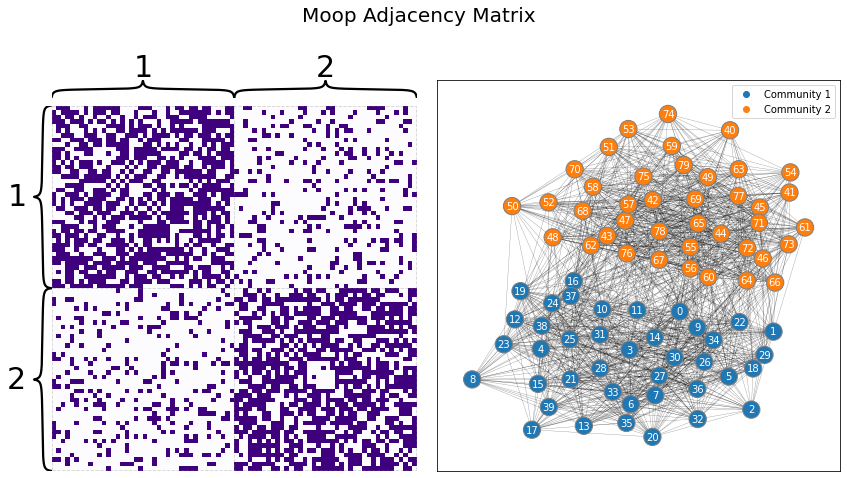 Moop Adjacency Matrix
1 2
1
2
Community 1
Community 2
74
53 40
51 59
79
70 75 49 63 54
58
50 52 68 57 42 69 77 41
47 45
48 43 78 65 44 71 61
62 76 67 55 72 73
56 46
60 64 66
16
19 37
24 10 11 0
12 38 31 9 22 1
23 4 25 3 14 34
30 29
8 15 21 28 27 26 5 18
33 7 36
39 6 2
17 13 35 32
20